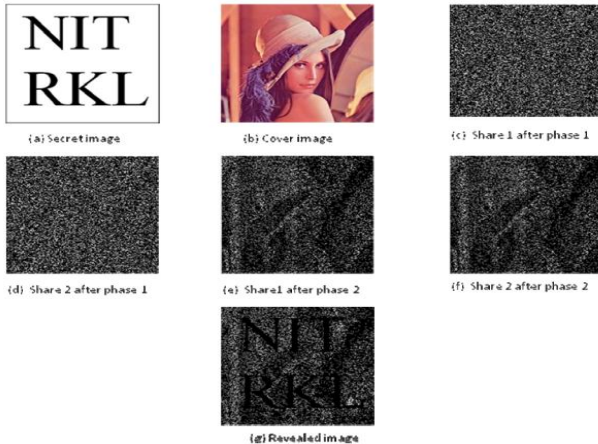 NIT
RKL
(a) Secret image
(b) Cover image
(c) Share 1 after phase 1
(d) Share 2 after phase 1
(e) Share1 after phase 2
(f) Share 2 after phase 2
NIT
RKL
(g) Revealed image